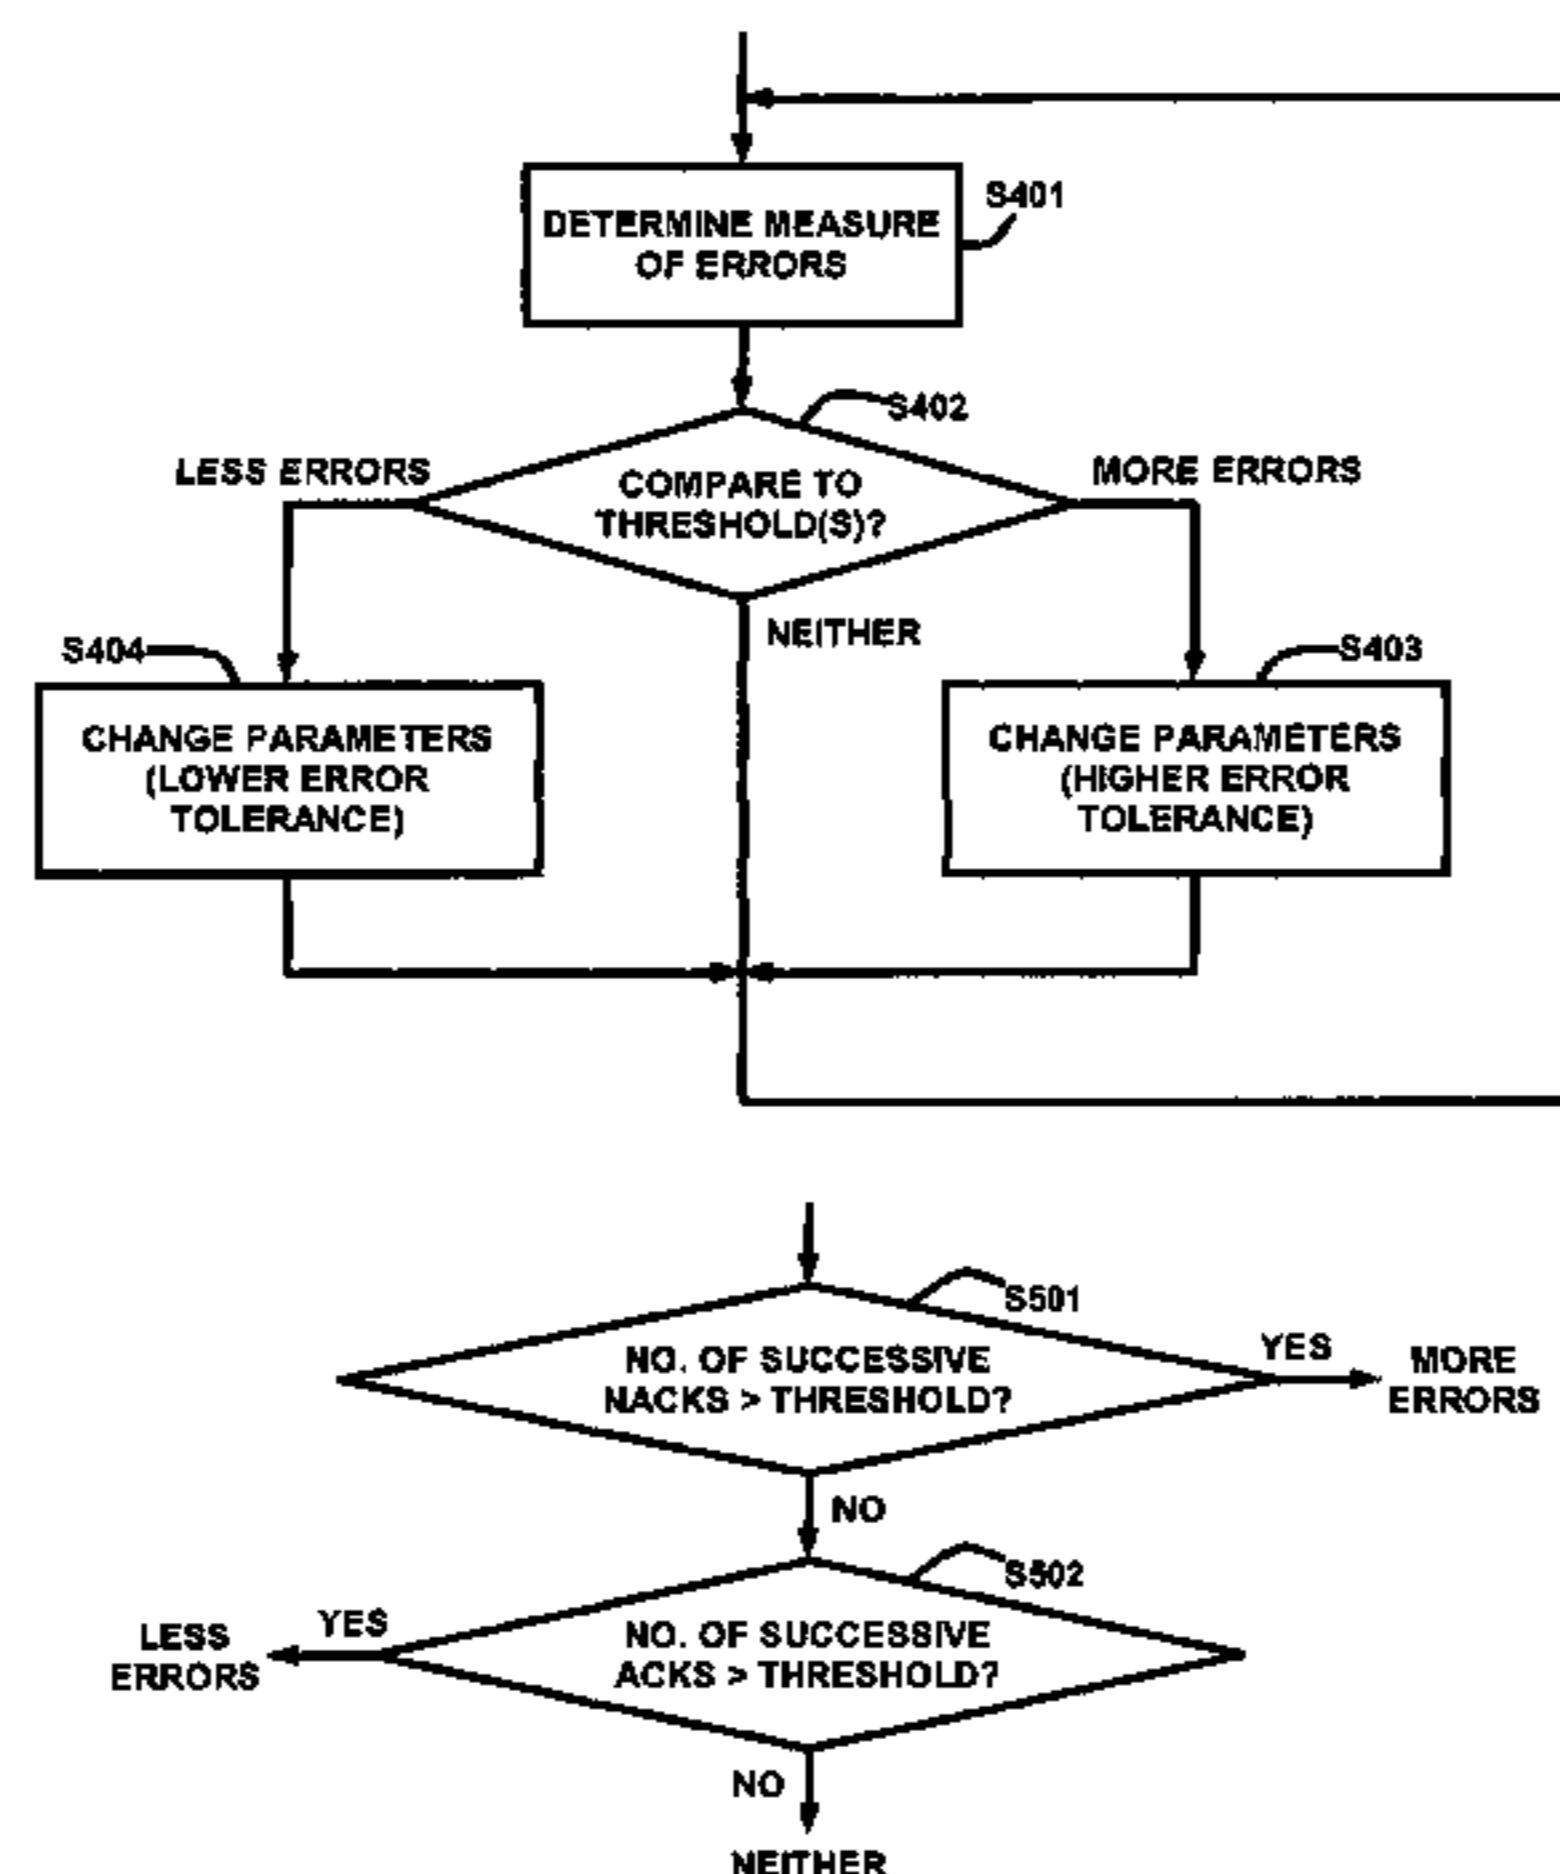 DETERMINE MEASURE
OF ERRORS
S401
S402
LESS ERRORS
COMPARE TO
THRESHOLD(S)?
MORE ERRORS
NEITHER
S404
S403
CHANGE PARAMETERS
(LOWER ERROR
TOLERANCE)
CHANGE PARAMETERS
(HIGHER ERROR
TOLERANCE)
S501
NO. OF SUCCESSIVE
NACKS > THRESHOLD?
YES
MORE
ERRORS
NO
S502
LESS
ERRORS
YES
NO. OF SUCCESSIVE
ACKS > THRESHOLD?
NO
NEITHER